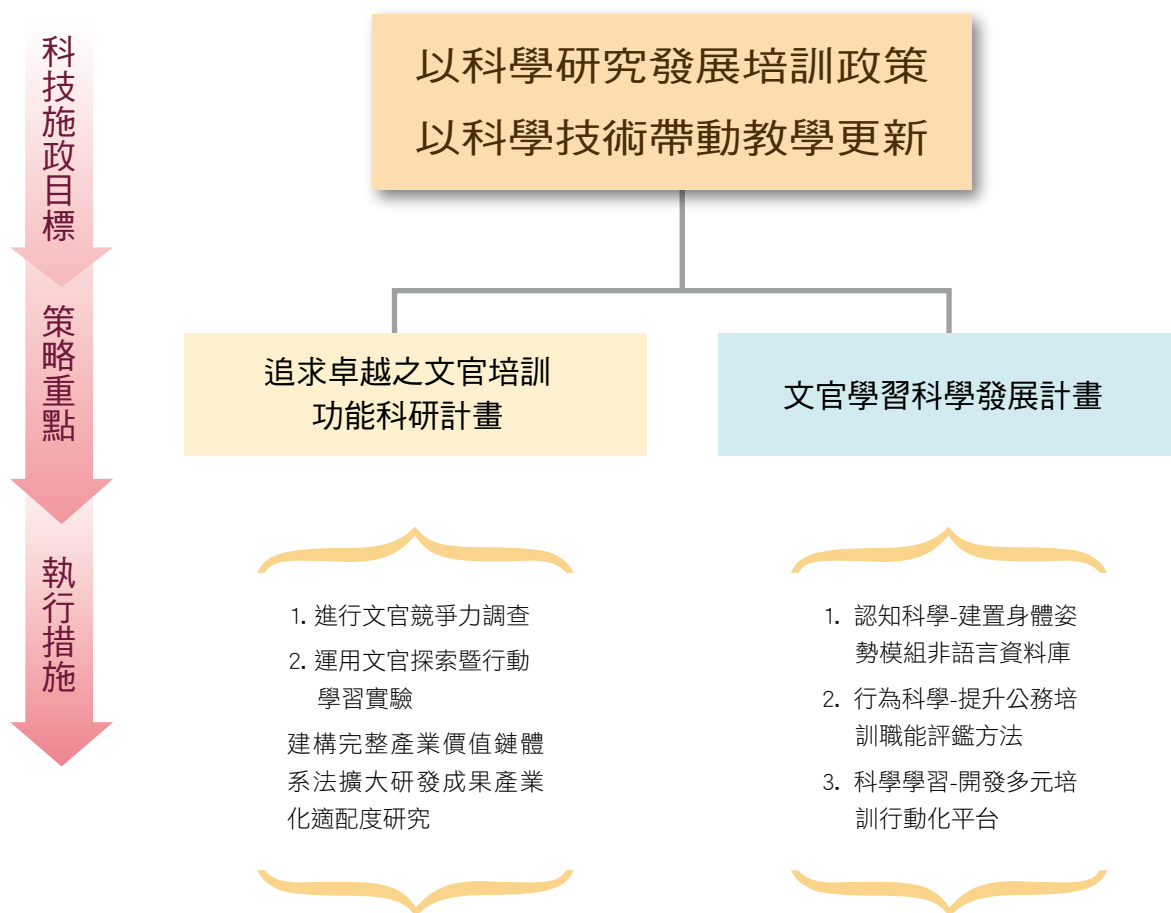 科技施政目標
以科學研究發展培訓政策
以科學技術帶動教學更新
策略重點
追求卓越之文官培訓
功能科研計畫
文官學習科學發展計畫
執行措施
1. 進行文官競爭力調查
2. 運用文官探索暨行動
學習實驗
建構完整產業價值鏈體
系法擴大研發成果產業
化適配度研究
1. 認知科學-建置身體姿
勢模組非語言資料庫
2. 行為科學-提升公務培
訓職能評鑑方法
3. 科學學習-開發多元培
訓行動化平台